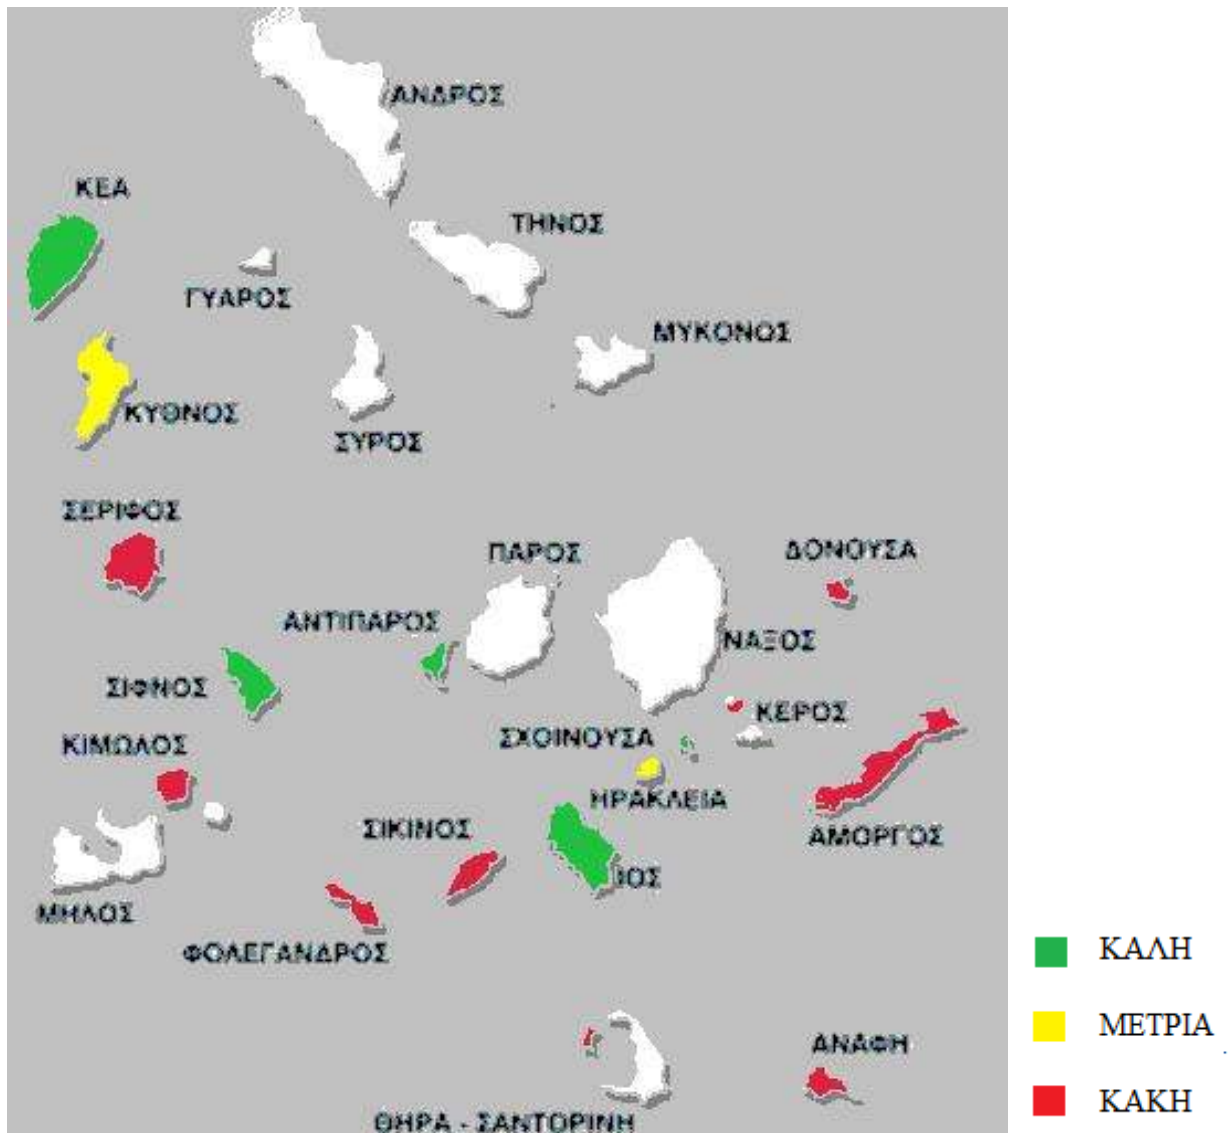 ΑΝΔΡΟΣ
ΚΕΑ
ΤΗΝΟΣ
ΓΥΑΡΟΣ
ΜΥΚΟΝΟΣ
ΚΥΘΝΟΣ
ΣΥΡΟΣ
ΣΕΡΙΦΟΣ
ΠΑΡΟΣ
ΔΟΝΟΥΣΑ
ΑΝΤΙΠΑΡΟΣ
ΝΑΞΟΣ
ΣΙΦΝΟΣ
ΚΕΡΟΣ
ΣΧΟΙΝΟΥΣΑ
ΚΙΜΩΛΟΣ
ΗΡΑΚΛΕΙΑ
ΣΙΚΙΝΟΣ
ΑΜΟΡΓΟΣ
ΙΟΣ
ΜΗΛΟΣ
ΦΟΛΕΓΑΝΔΡΟΣ
ΚΑΛΗ
ΜΕΤΡΙΑ
ΑΝΑΦΗ
ΚΑΚΗ
ΘΗΡΑ - ΣΑΝΤΟΡΙΝΗ